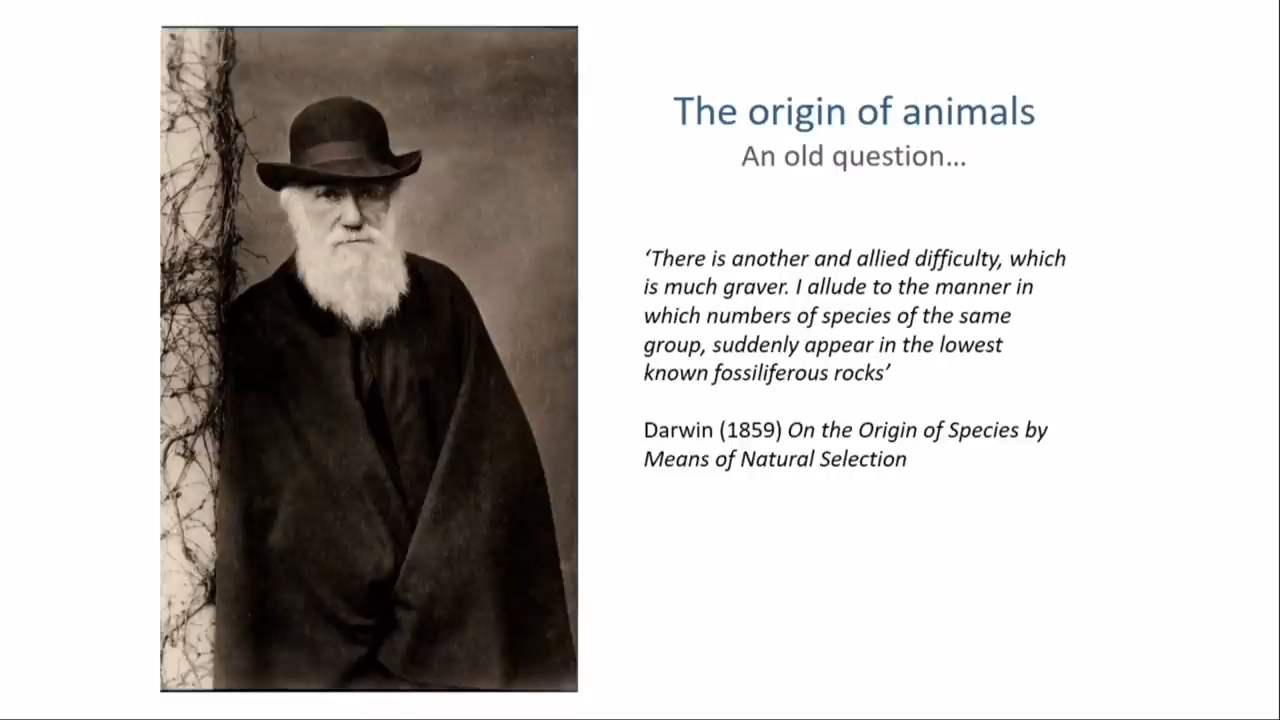 The origin of animals
An old question...
‘There is another and allied difficulty, which
is much graver. I allude to the manner in
which numbers of species of the same
group, suddenly appear in the lowest
known fossiliferous rocks’
Darwin (1859) On the Origin of Species by
Means of Natural Selection